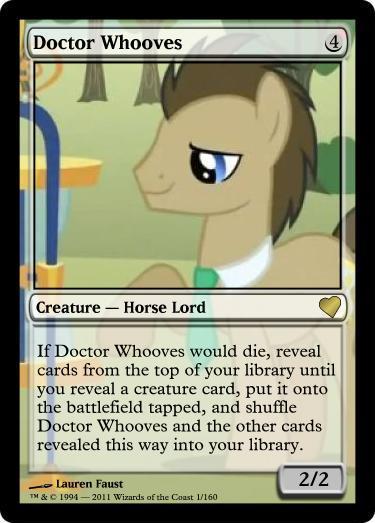 Doctor Whooves 4
Creature — Horse Lord
If Doctor Whooves would die, reveal
cards from the top of your library until
you reveal a creature card, put it onto
the battlefield tapped, and shuffle
Doctor Whooves and the other cards
revealed this way into your library.
2/2
Lauren Faust
™ & © 1994 — 2011 Wizards of the Coast 1/160